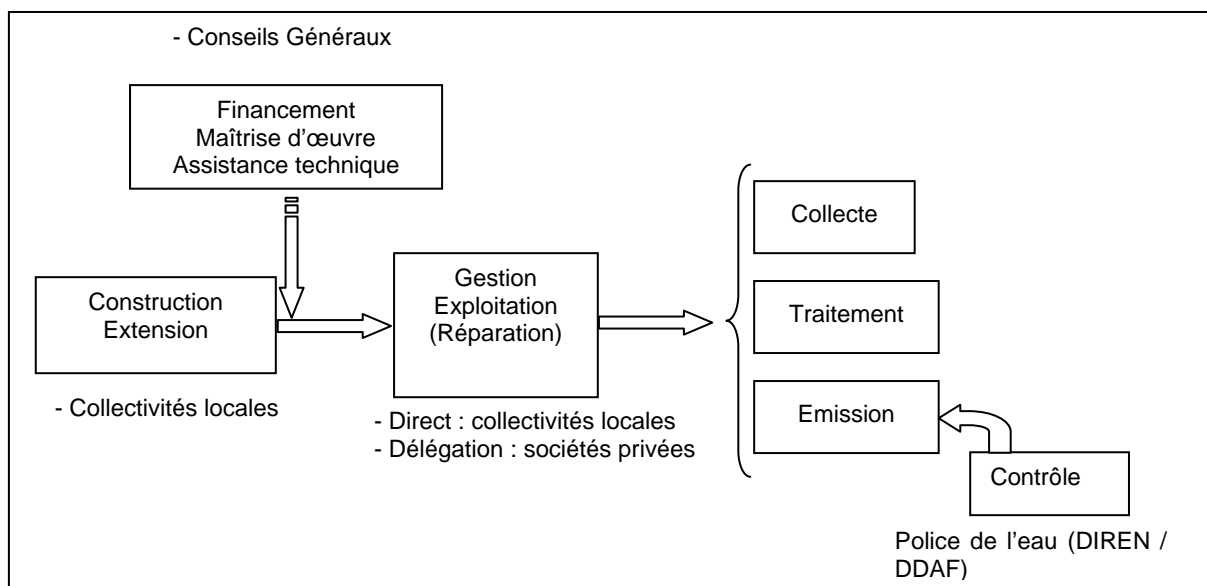 - Conseils Généraux
Financement
Maîtrise d'œuvre
Assistance technique
Construction
Extension
- Collectivités locales
Gestion
Exploitation
(Réparation)
- Direct : collectivités locales
- Délégation : sociétés privées
Collecte
Traitement
Emission
Contrôle
Police de l'eau (DIREN /
DDAF)